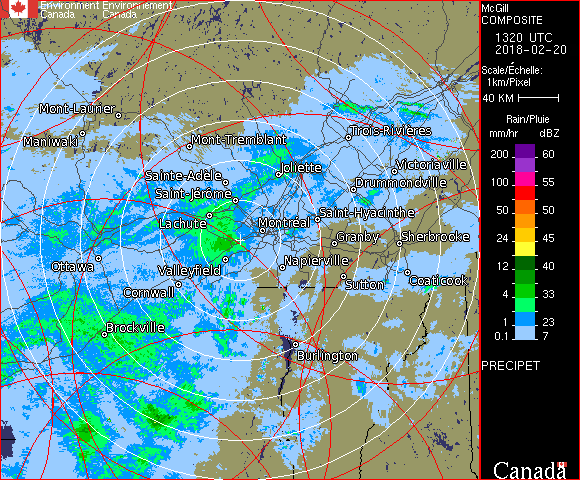 Environment Environnement
Canada Canada
McGill
COMPOSITE
1320 UTC
2018-02-20
Scale/Échelle:
1km/Pixel
40 KM
Rain/Pluie
mm/hr dBZ
200 60
100 55
50 50
24 45
12 40
4 33
1 23
0.1 7
PRECIPET
Canada
Mont-Laurier
Maniwaki
Mont-Tremblant
Trois-Rivières
Joliette
Victoriaville
Sainte-Adèle
Drummondville
Saint-Jérôme
Saint-Hyacinthe
Lachute
Montréal
Granby
Sherbrooke
Ottawa
Valleyfield
Napierville
Coaticook
Cornwall
Sutton
Brockville
Burlington